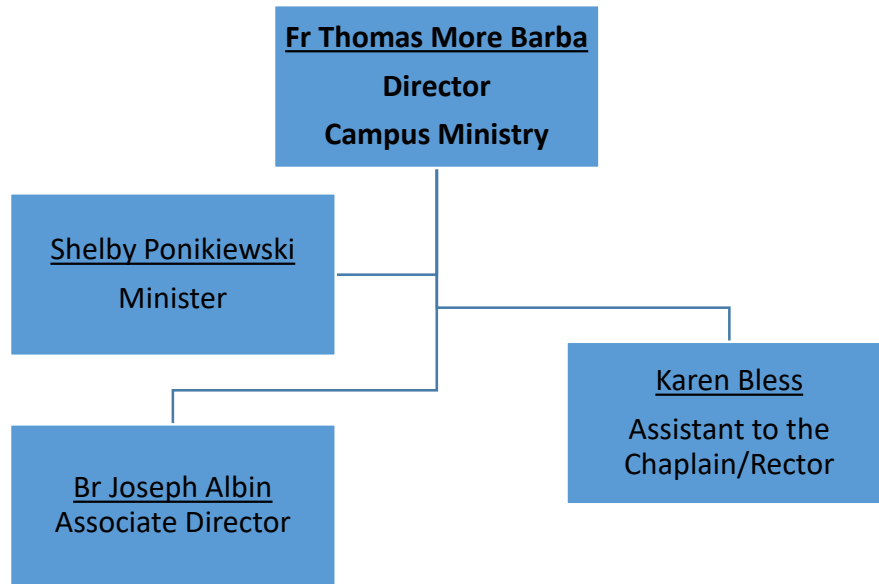 Fr Thomas More Barba
Director
Campus Ministry
Shelby Ponikiewski
Minister
Karen Bless
Assistant to the
Chaplain/Rector
Br Joseph Albin
Associate Director